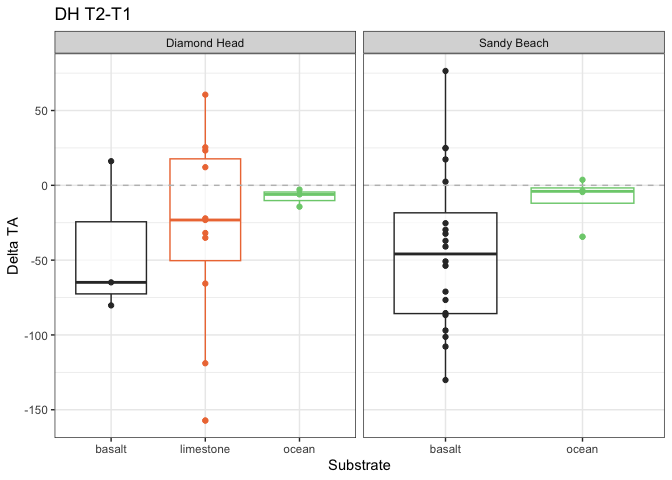 DH T2-T1
Diamond Head
Sandy Beach
Delta TA
50
0
-50
-100
-150
basalt
limestone
ocean
basalt
ocean
Substrate